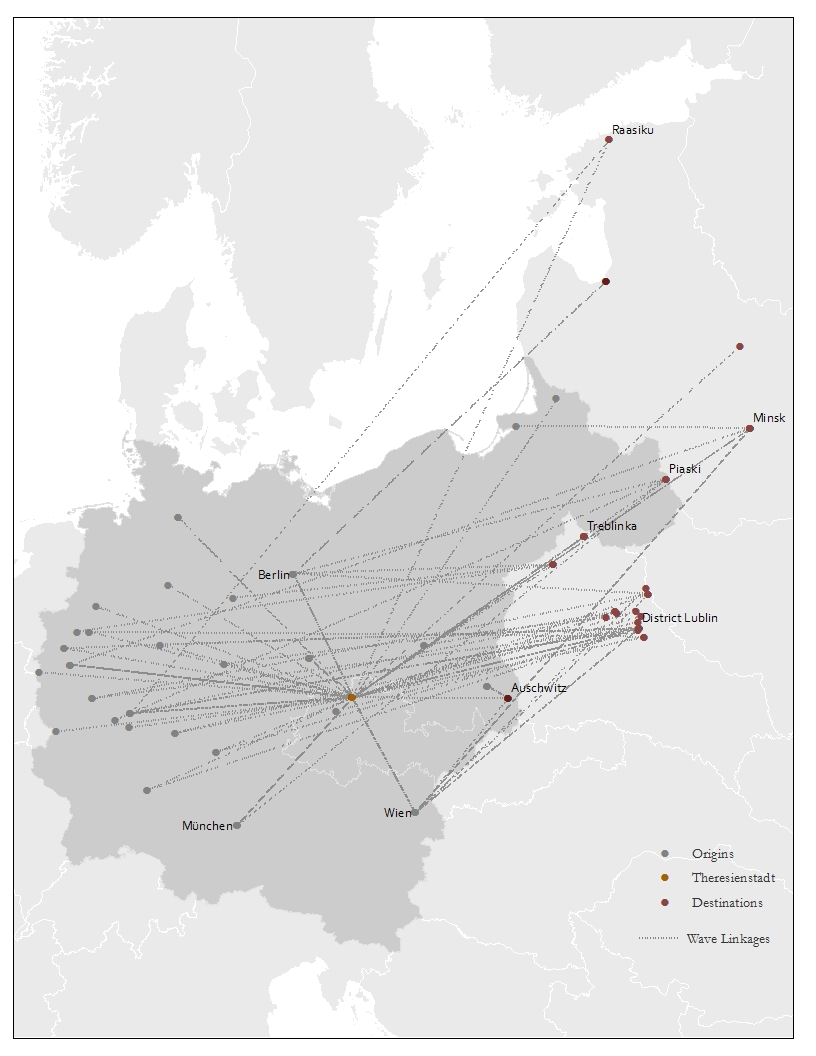 Raasiku
Minsk
Piaski
Treblinka
Berlin
District Lublin
Auschwitz
Wien
München
Origins
Theresienstadt
Destinations
Wave Linkages